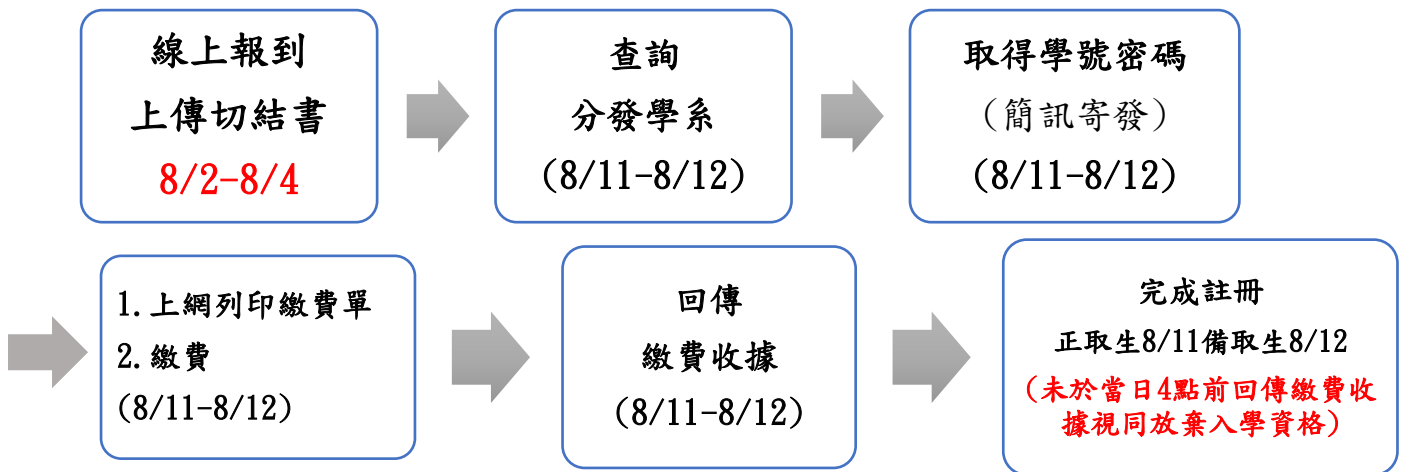 線上報到
上傳切結書
8/2-8/4
查詢
分發學系
(8/11-8/12)
取得學號密碼
（簡訊寄發）
(8/11-8/12)
1.上網列印繳費單
2.繳費
(8/11-8/12)
回傳
繳費收據
(8/11-8/12)
完成註冊
正取生8/11備取生8/12
(未於當日4點前回傳繳費收
據視同放棄入學資格)